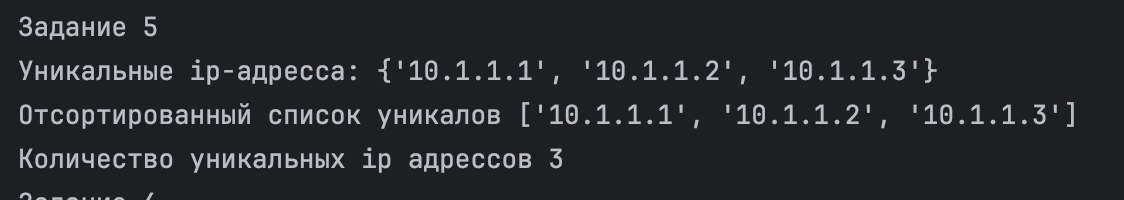 Задание 5
Уникальные ip-адресса: {'10.1.1.1', '10.1.1.2', '10.1.1.3'}
Отсортированный список уникалов ['10.1.1.1', '10.1.1.2', '10.1.1.3']
Количество уникальных ip адрессов 3
Задание